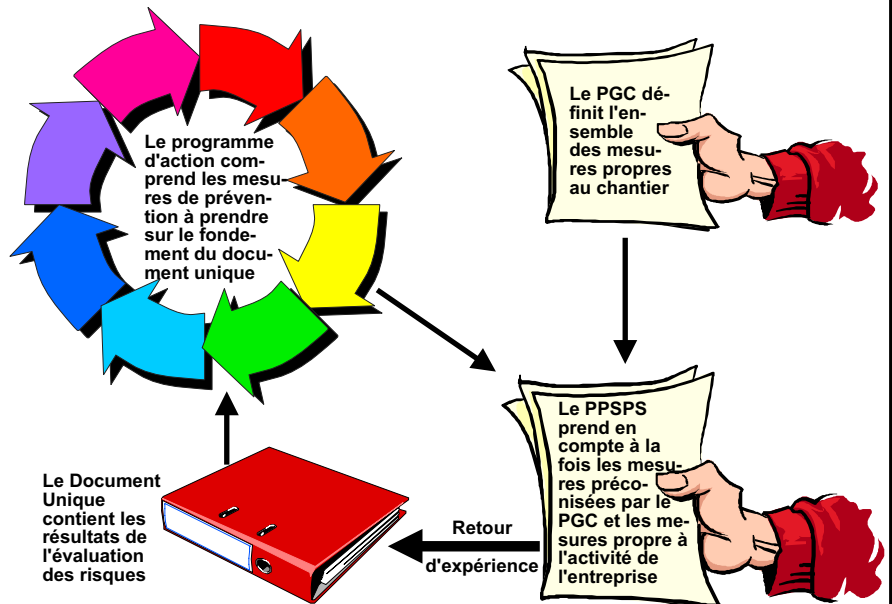 Le programme
d'action com-
prend les mesu-
res de préven-
tion à prendre
sur le fonde-
ment du docu-
ment unique
Le PGC dé-
finit l'en-
semble
des mesu-
res propres
au chantier
Le PPSPS
prend en
compte à la
fois les mesu-
res préco-
nisées par le
PGC et les me-
sures propre à
l'activité de
l'entreprise
Le Document
Unique
contient les
résultats de
l'évaluation
des risques
Retour
d'expérience